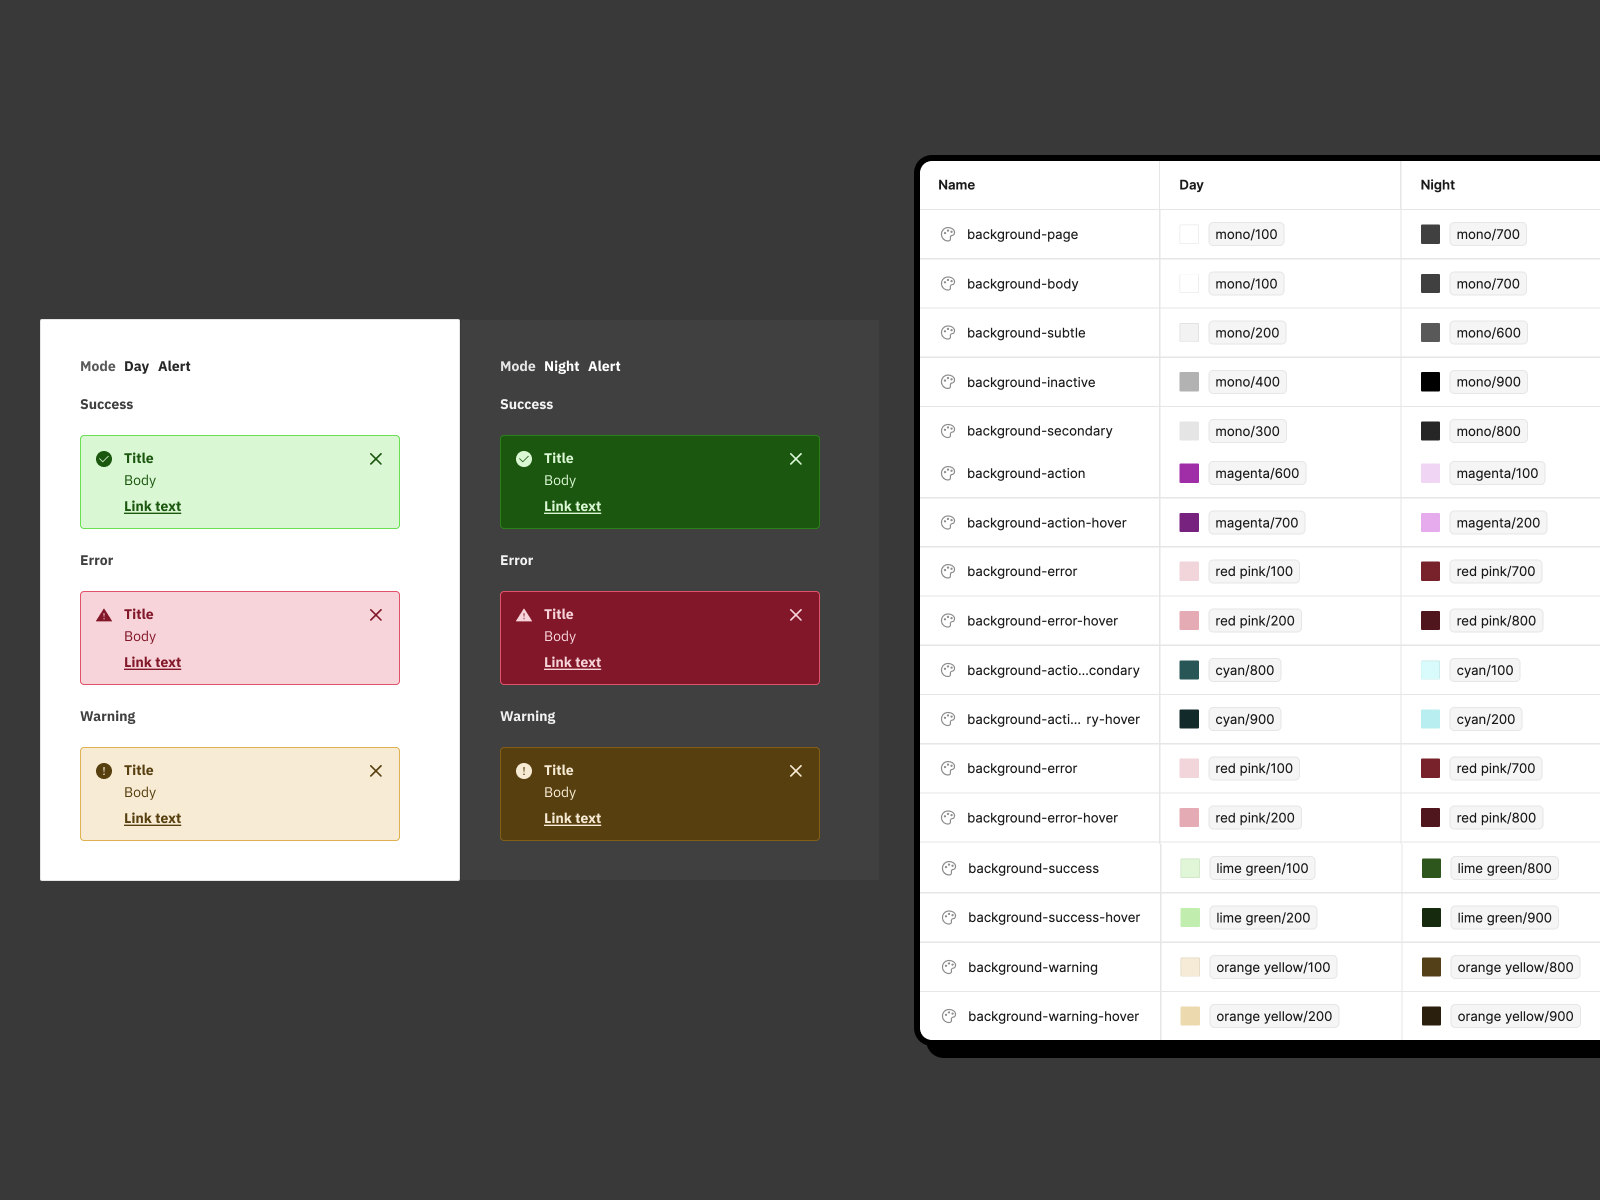 Mode Day Alert
Success
Title
Body
Link text
Error
Title
Body
Link text
Warning
Title
Body
Link text
Mode Night Alert
Success
Title
Body
Link text
Error
Title
Body
Link text
Warning
Title
Body
Link text
Name Day Night
background-page mono/100 mono/700
background-body mono/100 mono/700
background-subtle mono/200 mono/600
background-inactive mono/400 mono/900
background-secondary mono/300 mono/800
background-action magenta/600 magenta/100
background-action-hover magenta/700 magenta/200
background-error red pink/100 red pink/700
background-error-hover red pink/200 red pink/800
background-actio...condary cyan/800 cyan/100
background-acti... ry-hover cyan/900 cyan/200
background-error red pink/100 red pink/700
background-error-hover red pink/200 red pink/800
background-success lime green/100 lime green/800
background-success-hover lime green/200 lime green/900
background-warning orange yellow/100 orange yellow/800
background-warning-hover orange yellow/200 orange yellow/900